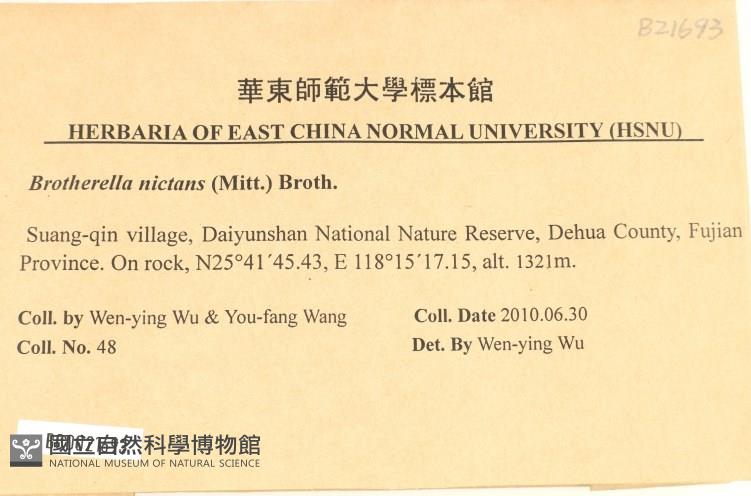 B21693
華東師範大學標本館
HERBARIA OF EAST CHINA NORMAL UNIVERSITY (HSNU)
Brotherella nictans (Mitt.) Broth.
Suang-qin village, Daiyunshan National Nature Reserve, Dehua County, Fujian
Province. On rock, N25°41´45.43, E 118°15´17.15, alt. 1321m.
Coll. by Wen-ying Wu & You-fang Wang Coll. Date 2010.06.30
Coll. No. 48 Det. By Wen-ying Wu
國立自然科學博物館
NATIONAL MUSEUM OF NATURAL SCIENCE